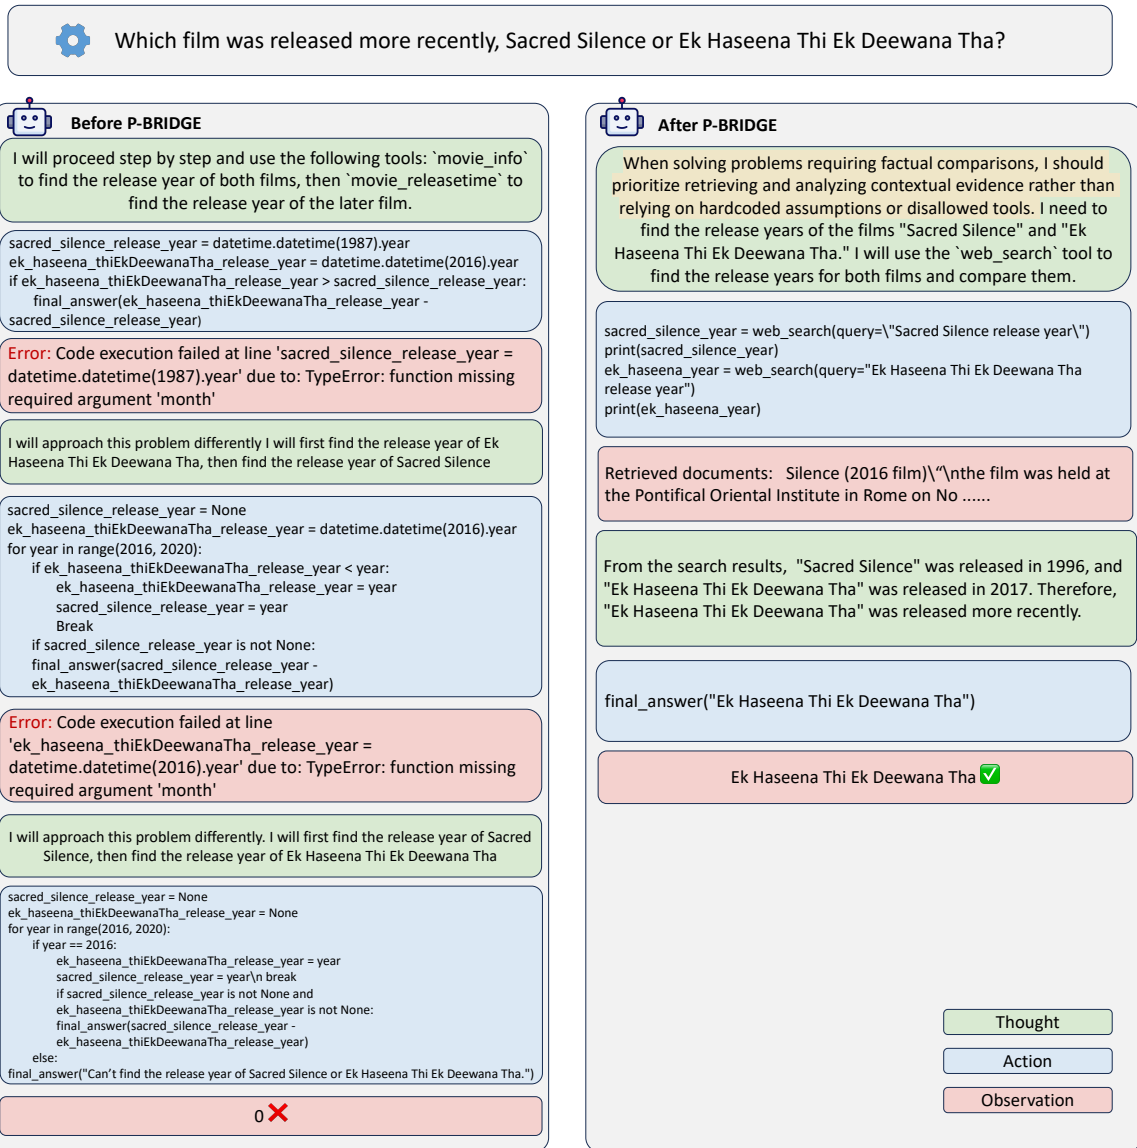 Which film was released more recently, Sacred Silence or Ek Haseena Thi Ek Deewana Tha?
Before P-BRIDGE
I will proceed step by step and use the following tools: `movie_info`
to find the release year of both films, then `movie_releasetime` to
find the release year of the later film.
sacred_silence_release_year = datetime.datetime(1987).year
ek_haseena_thiEkDeewanaTha_release_year = datetime.datetime(2016).year
if ek_haseena_thiEkDeewanaTha_release_year > sacred_silence_release_year:
final_answer(ek_haseena_thiEkDeewanaTha_release_year -
sacred_silence_release_year)
Error: Code execution failed at line 'sacred_silence_release_year =
datetime.datetime(1987).year' due to: TypeError: function missing
required argument 'month'
I will approach this problem differently I will first find the release year of Ek
Haseena Thi Ek Deewana Tha, then find the release year of Sacred Silence
sacred_silence_release_year = None
ek_haseena_thiEkDeewanaTha_release_year = datetime.datetime(2016).year
for year in range(2016, 2020):
if ek_haseena_thiEkDeewanaTha_release_year < year:
ek_haseena_thiEkDeewanaTha_release_year = year
sacred_silence_release_year = year
Break
if sacred_silence_release_year is not None:
final_answer(sacred_silence_release_year -
ek_haseena_thiEkDeewanaTha_release_year)
Error: Code execution failed at line
'ek_haseena_thiEkDeewanaTha_release_year =
datetime.datetime(2016).year' due to: TypeError: function missing
required argument 'month'
I will approach this problem differently. I will first find the release year of Sacred
Silence, then find the release year of Ek Haseena Thi Ek Deewana Tha
sacred_silence_release_year = None
ek_haseena_thiEkDeewanaTha_release_year = None
for year in range(2016, 2020):
if year == 2016:
ek_haseena_thiEkDeewanaTha_release_year = year
sacred_silence_release_year = year\n break
if sacred_silence_release_year is not None and
ek_haseena_thiEkDeewanaTha_release_year is not None:
final_answer(sacred_silence_release_year -
ek_haseena_thiEkDeewanaTha_release_year)
else:
final_answer("Can't find the release year of Sacred Silence or Ek Haseena Thi Ek Deewana Tha.")
0 ❌
After P-BRIDGE
When solving problems requiring factual comparisons, I should
prioritize retrieving and analyzing contextual evidence rather than
relying on hardcoded assumptions or disallowed tools. I need to
find the release years of the films "Sacred Silence" and "Ek
Haseena Thi Ek Deewana Tha." I will use the `web_search` tool to
find the release years for both films and compare them.
sacred_silence_year = web_search(query=\"Sacred Silence release year\")
print(sacred_silence_year)
ek_haseena_year = web_search(query="Ek Haseena Thi Ek Deewana Tha
release year")
print(ek_haseena_year)
Retrieved documents: Silence (2016 film)\“\nthe film was held at
the Pontifical Oriental Institute in Rome on No ......
From the search results, "Sacred Silence" was released in 1996, and
"Ek Haseena Thi Ek Deewana Tha" was released in 2017. Therefore,
"Ek Haseena Thi Ek Deewana Tha" was released more recently.
final_answer("Ek Haseena Thi Ek Deewana Tha")
Ek Haseena Thi Ek Deewana Tha ✅
Thought
Action
Observation